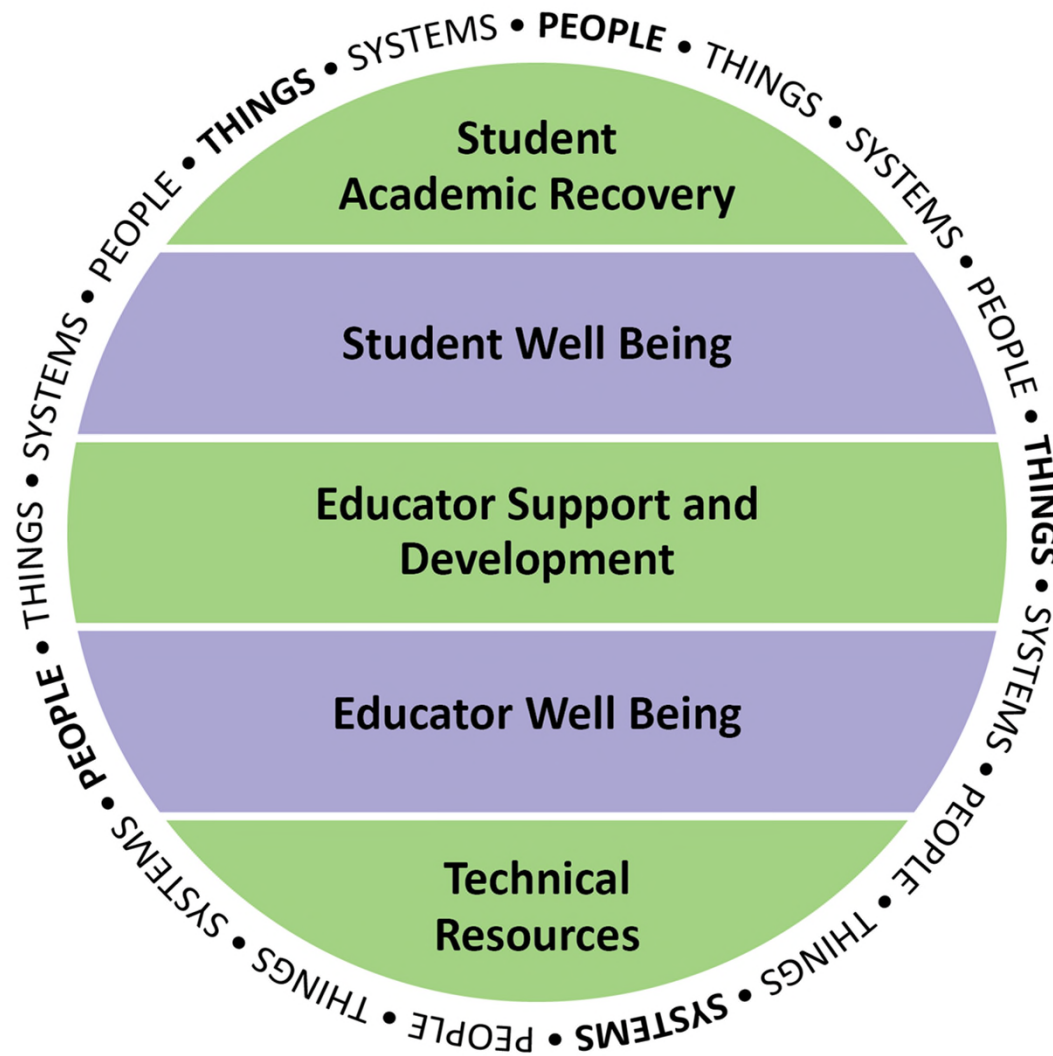 SYSTEMS • PEOPLE • THINGS • SYSTEMS • PEOPLE • THINGS • SYSTEMS • PEOPLE • THINGS • SYSTEMS • PEOPLE • THINGS • SYSTEMS • PEOPLE • THINGS • SYSTEMS • PEOPLE • THINGS •
Student
Academic Recovery
Student Well Being
Educator Support and
Development
Educator Well Being
Technical
Resources